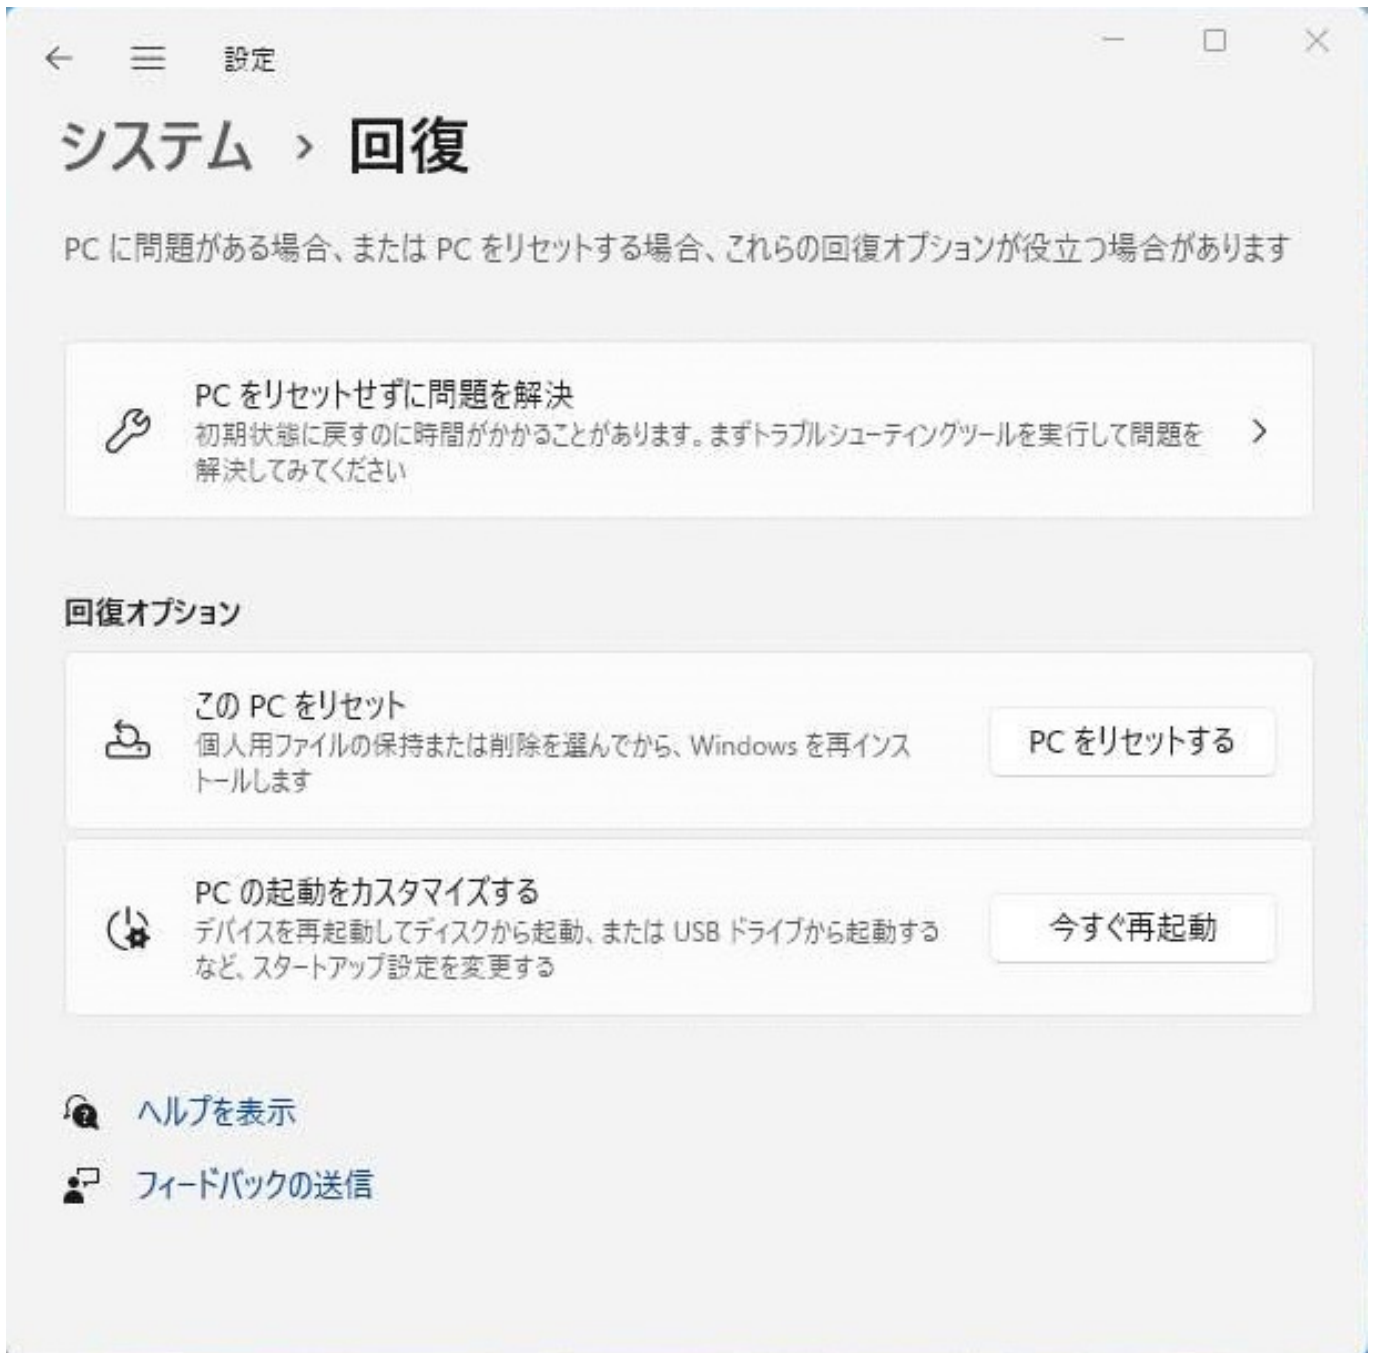 設定
システム › 回復
PC に問題がある場合、または PC をリセットする場合、これらの回復オプションが役立つ場合があります
PC をリセットせずに問題を解決
初期状態に戻すのに時間がかかることがあります。まずトラブルシューティングツールを実行して問題を
解決してみてください
回復オプション
この PC をリセット
個人用ファイルの保持または削除を選んでから、Windows を再インス
トールします
PC をリセットする
PC の起動をカスタマイズする
デバイスを再起動してディスクから起動、または USB ドライブから起動する
など、スタートアップ設定を変更する
今すぐ再起動
ヘルプを表示
フィードバックの送信